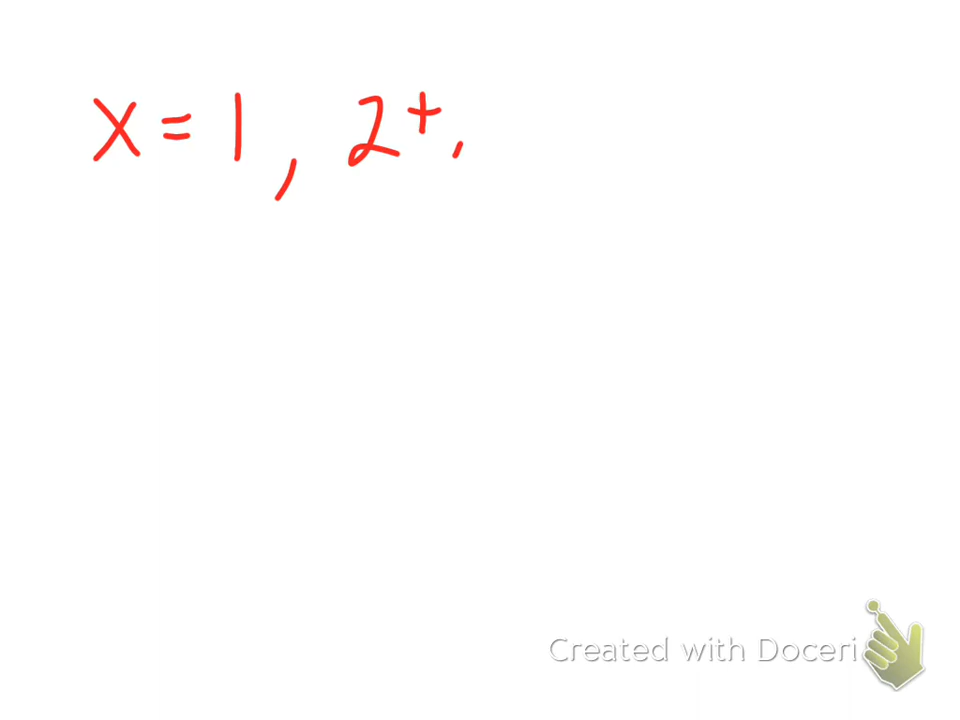 x = 1, 2+
Created with Doceri